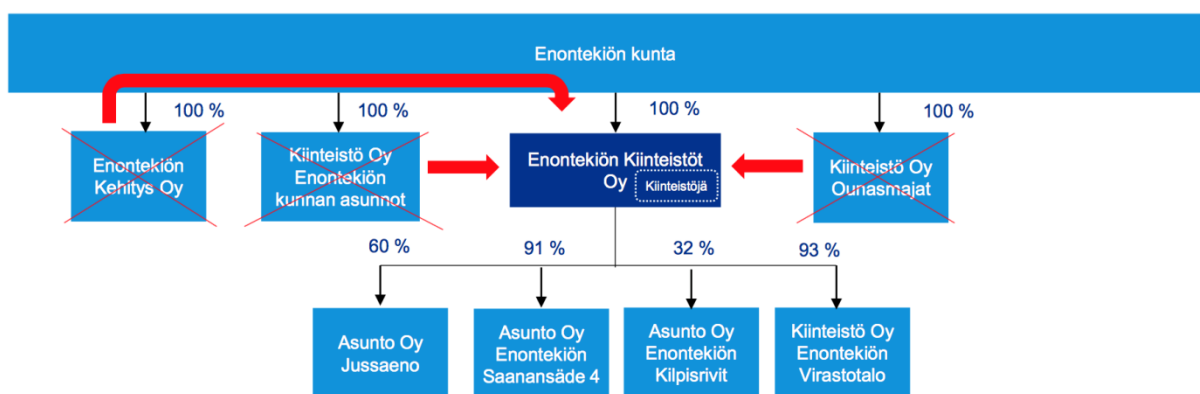 Enontekiön kunta
100 %
100 %
100 %
100 %
Enontekiön
Kehitys Oy
Kiinteistö Oy
Enontekiön
kunnan asunnot
Enontekiön Kiinteistöt
Oy
Kiinteistöjä
Kiinteistö Oy
Ounasmajat
60 %
91 %
32 %
93 %
Asunto Oy
Jussaeno
Asunto Oy
Enontekiön
Saanansäde 4
Asunto Oy
Enontekiön
Kilpisrivit
Kiinteistö Oy
Enontekiön
Virastotalo